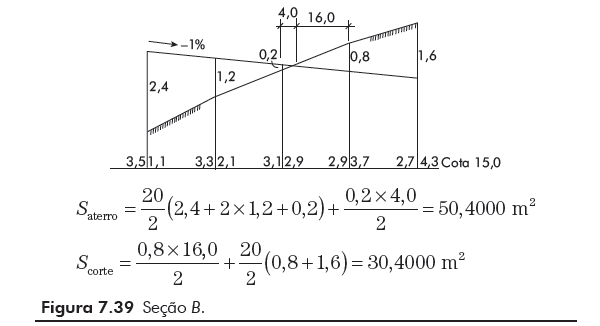 4,0 16,0
−1%
0,2
0,8
1,6
1,2
2,4
3,5 1,1 3,3 2,1 3,1 2,9 2,9 3,7 2,7 4,3 Cota 15,0
S_aterro = 20/2 (2,4 + 2×1,2 + 0,2) + 0,2×4,0/2 = 50,4000 m²
S_corte = 0,8×16,0/2 + 20/2 (0,8 + 1,6) = 30,4000 m²
Figura 7.39 Seção B.